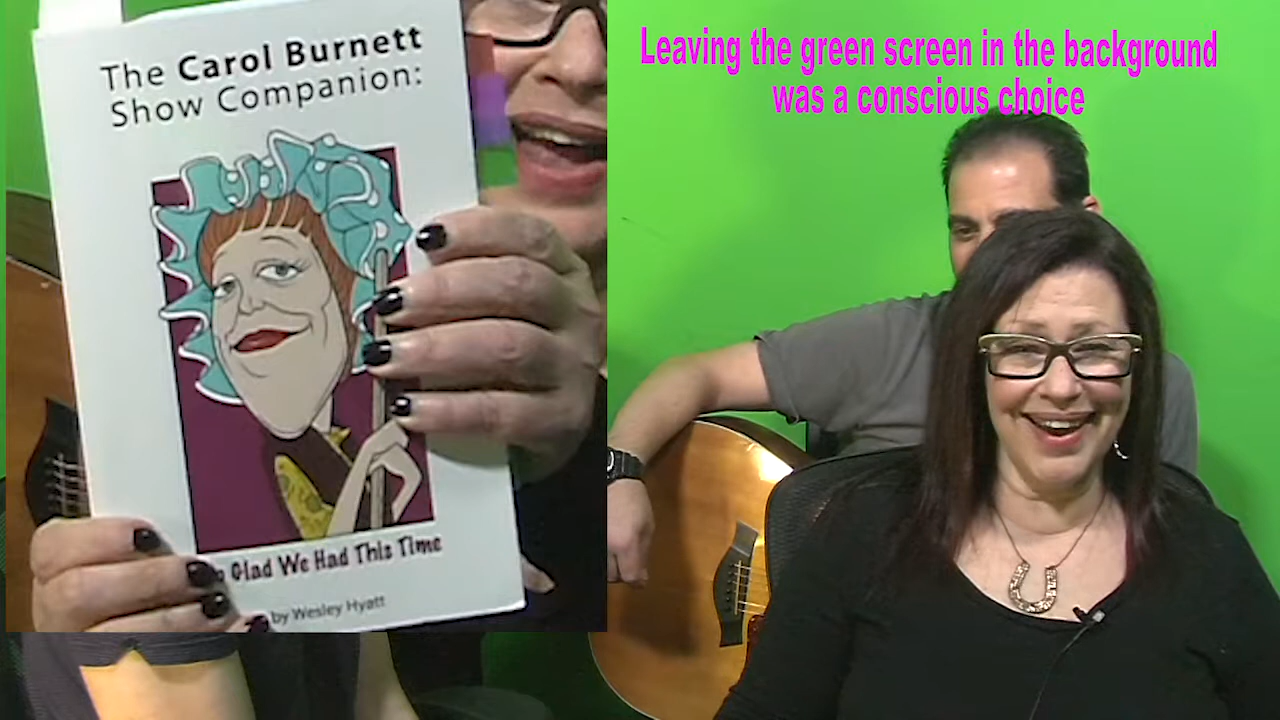 The Carol Burnett
Show Companion:
Glad We Had This Time
by Wesley Hyatt
Leaving the green screen in the background
was a conscious choice